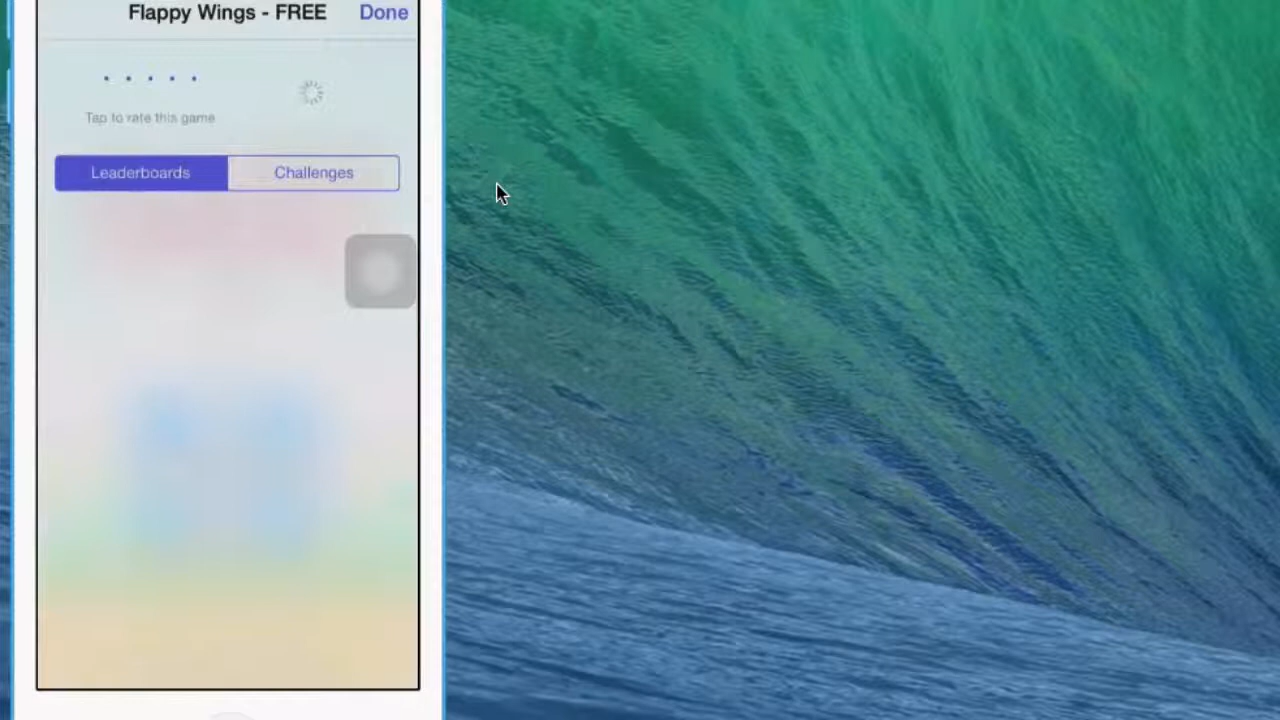 Flappy Wings - FREE Done
Tap to rate this game
Leaderboards Challenges